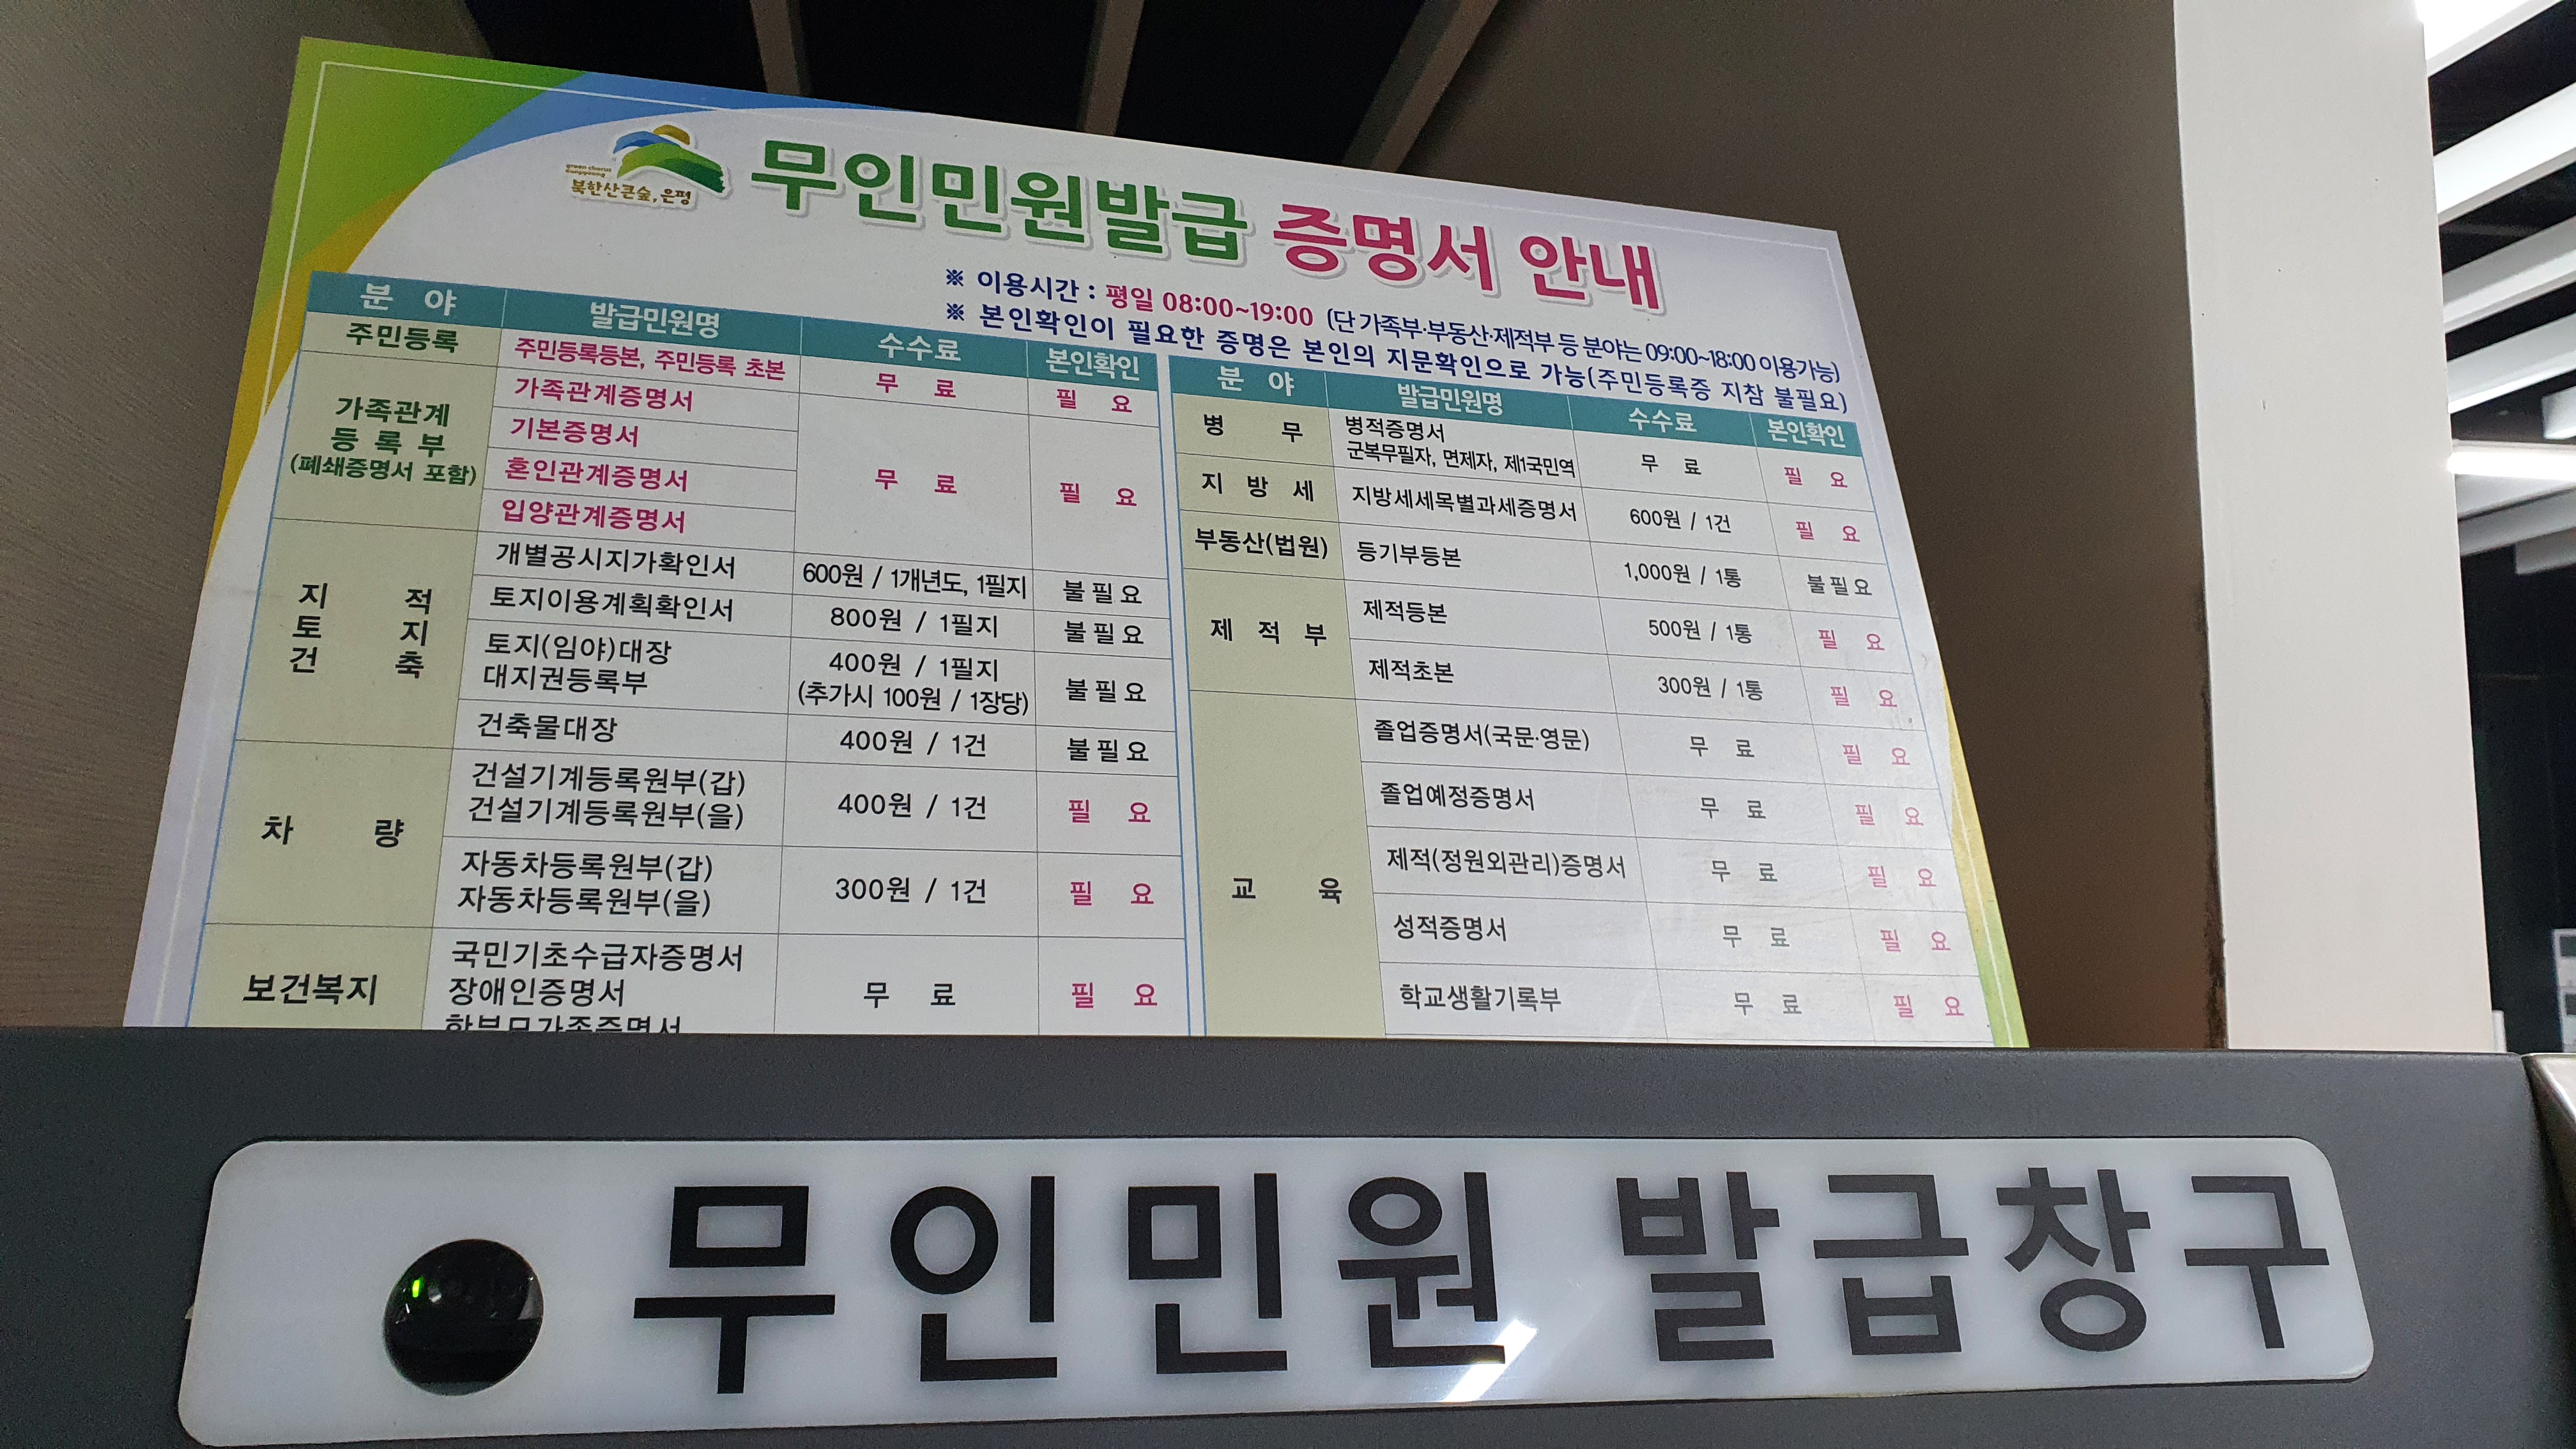 green chorus
eunpyeong
북한산큰숲, 은평
무인민원발급 증명서 안내
※ 이용시간 : 평일 08:00~19:00 (단 가족부·부동산·제적부 등 분야는 09:00~18:00 이용가능)
※ 본인확인이 필요한 증명은 본인의 지문확인으로 가능(주민등록증 지참 불필요)
분 야 발급민원명 수수료 본인확인
주민등록 주민등록등본, 주민등록 초본 무 료 필 요
가족관계
등 록 부
(폐쇄증명서 포함)
가족관계증명서
기본증명서
혼인관계증명서
입양관계증명서
무 료 필 요
지 적
토 지
건 축
개별공시지가확인서 600원 / 1개년도, 1필지 불필요
토지이용계획확인서 800원 / 1필지 불필요
토지(임야)대장
대지권등록부
400원 / 1필지
(추가시 100원 / 1장당)
불필요
건축물대장 400원 / 1건 불필요
차 량
건설기계등록원부(갑)
건설기계등록원부(을)
400원 / 1건 필 요
자동차등록원부(갑)
자동차등록원부(을)
300원 / 1건 필 요
보건복지
국민기초수급자증명서
장애인증명서
한부모가족증명서
무 료 필 요
분 야 발급민원명 수수료 본인확인
병 무
병적증명서
군복무필자, 면제자, 제1국민역
무 료 필 요
지 방 세 지방세세목별과세증명서 600원 / 1건 필 요
부동산(법원) 등기부등본 1,000원 / 1통 불필요
제 적 부
제적등본 500원 / 1통 필 요
제적초본 300원 / 1통 필 요
교 육
졸업증명서(국문·영문) 무 료 필 요
졸업예정증명서 무 료 필 요
제적(정원외관리)증명서 무 료 필 요
성적증명서 무 료 필 요
학교생활기록부 무 료 필 요
무인민원 발급창구